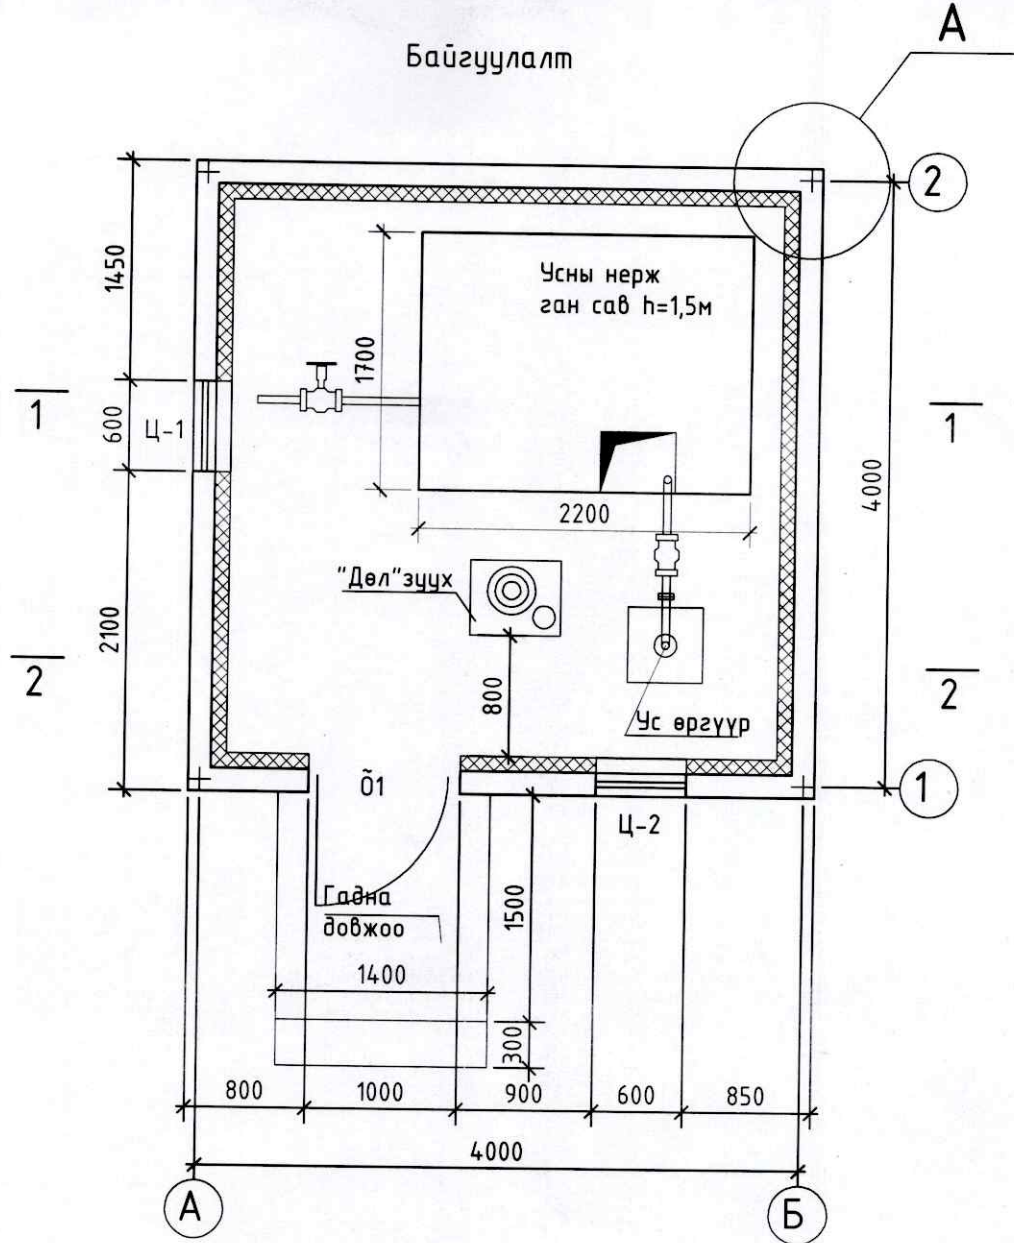 Байгуулалт
А
2
Усны нерж
ган сав h=1,5м
1450
1700
1
600
Ц-1
1
4000
2200
"Дөл"зуух
2100
2
800
2
Ус өргүүр
Õ1
1
Ц-2
Гадна
довжоо
1500
1400
300
800
1000
900
600
850
4000
А
Б